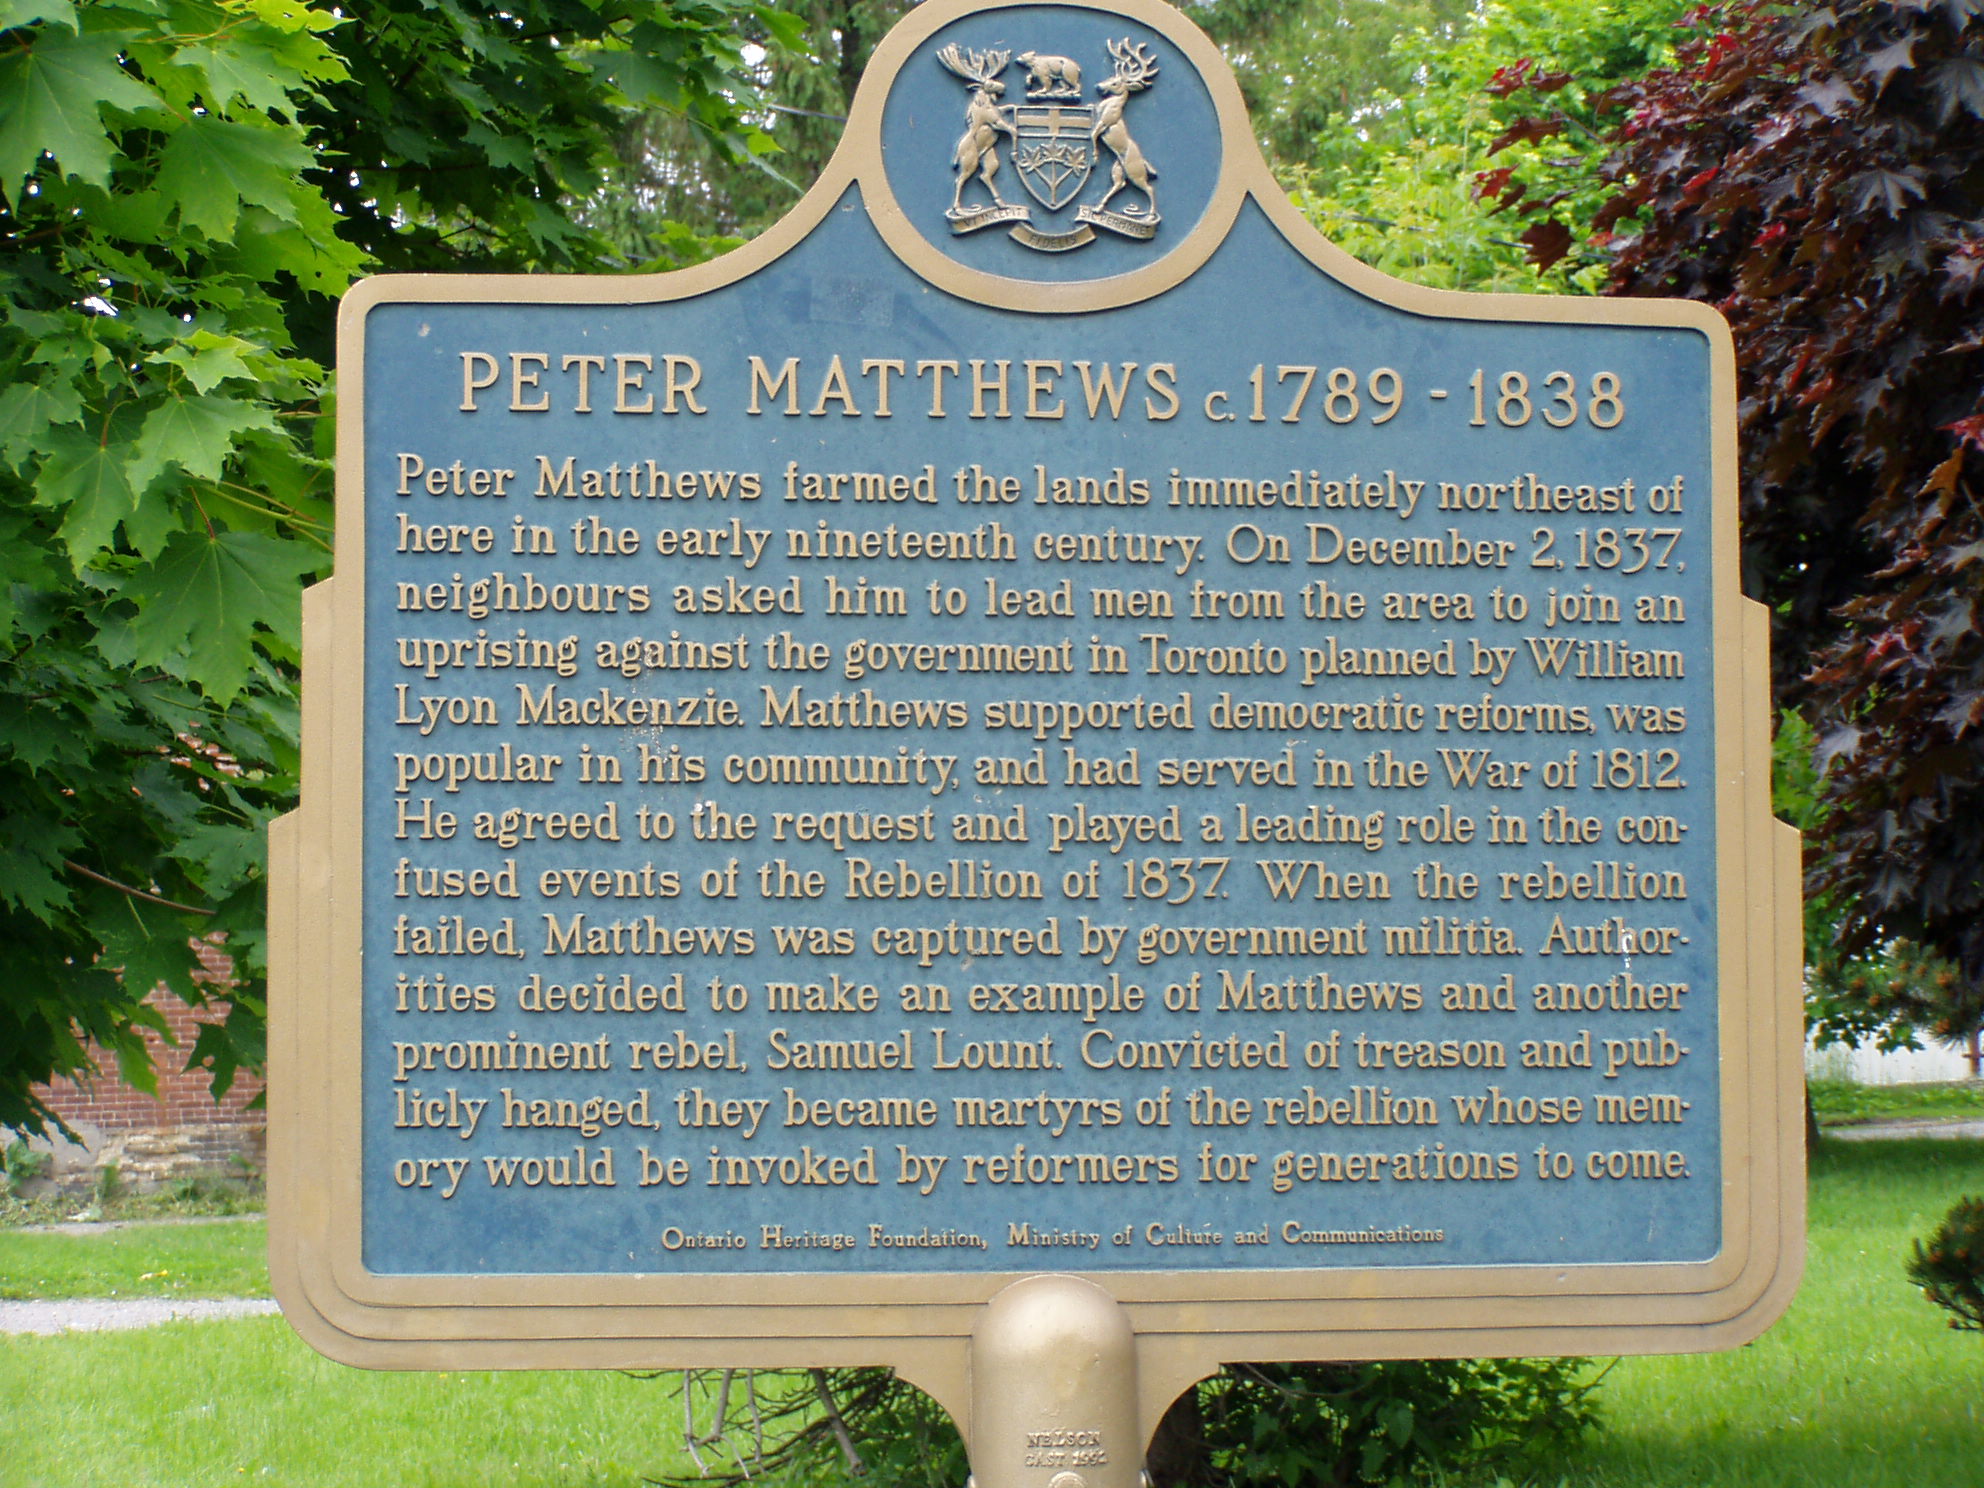 VT INCEPIT
FIDELIS
SIC PERMANET
PETER MATTHEWS c.1789 - 1838
Peter Matthews farmed the lands immediately northeast of
here in the early nineteenth century. On December 2, 1837,
neighbours asked him to lead men from the area to join an
uprising against the government in Toronto planned by William
Lyon Mackenzie. Matthews supported democratic reforms, was
popular in his community, and had served in the War of 1812.
He agreed to the request and played a leading role in the con-
fused events of the Rebellion of 1837. When the rebellion
failed, Matthews was captured by government militia. Author-
ities decided to make an example of Matthews and another
prominent rebel, Samuel Lount. Convicted of treason and pub-
licly hanged, they became martyrs of the rebellion whose mem-
ory would be invoked by reformers for generations to come.
Ontario Heritage Foundation, Ministry of Culture and Communications
NELSON
CAST